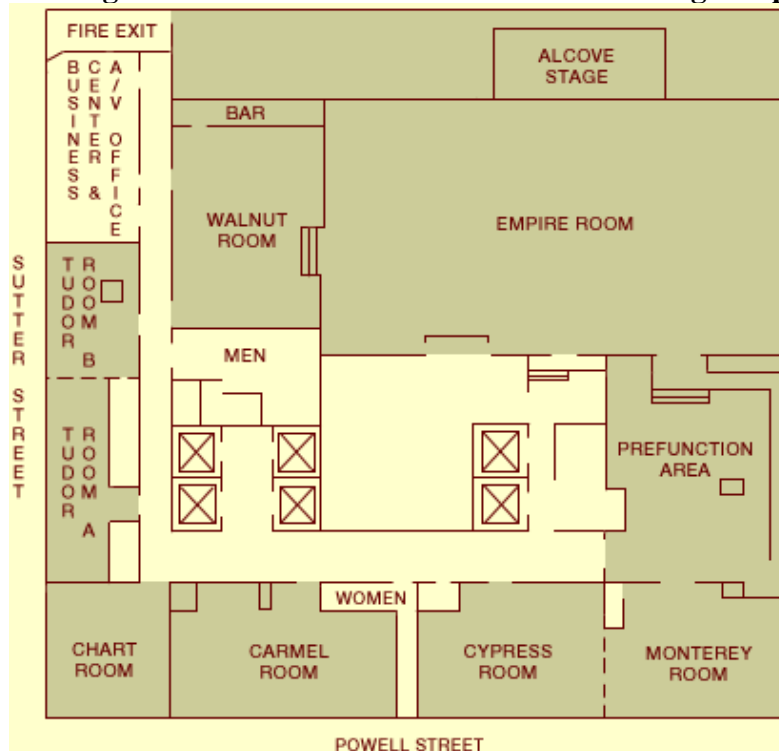 FIRE EXIT
BUSINESS
CENTER &
A/V OFFICE
ALCOVE
STAGE
BAR
WALNUT
ROOM
EMPIRE ROOM
TUDOR
ROOM B
SUTTER STREET
MEN
TUDOR
ROOM A
PREFUNCTION
AREA
WOMEN
CHART
ROOM
CARMEL
ROOM
CYPRESS
ROOM
MONTEREY
ROOM
POWELL STREET